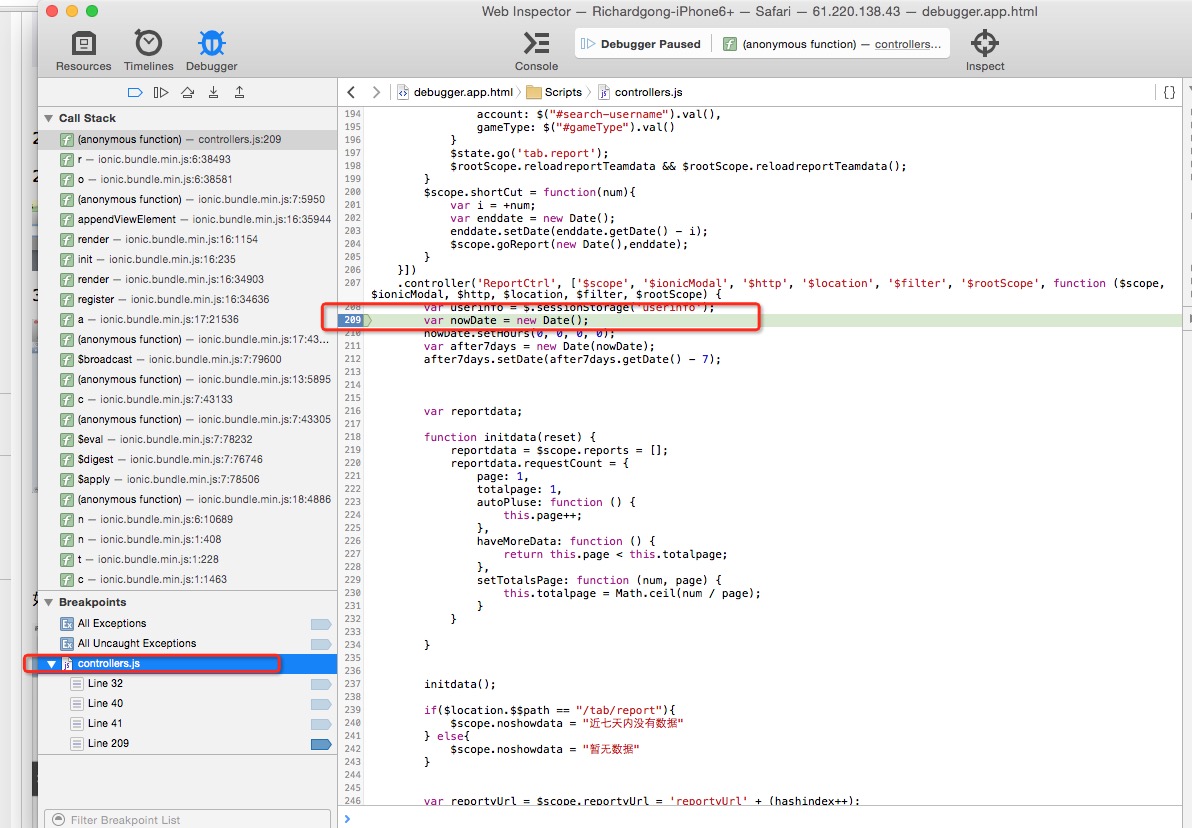 Web Inspector — Richardgong-iPhone6+ — Safari — 61.220.138.43 — debugger.app.html
Resources
Timelines
Debugger
Console
Debugger Paused
(anonymous function) — controllers...
Inspect
debugger.app.html
Scripts
controllers.js
{}
Call Stack
(anonymous function) — controllers.js:209
r — ionic.bundle.min.js:6:38493
o — ionic.bundle.min.js:6:38581
(anonymous function) — ionic.bundle.min.js:7:5950
appendViewElement — ionic.bundle.min.js:16:35944
render — ionic.bundle.min.js:16:1154
init — ionic.bundle.min.js:16:235
render — ionic.bundle.min.js:16:34903
register — ionic.bundle.min.js:16:34636
a — ionic.bundle.min.js:17:21536
(anonymous function) — ionic.bundle.min.js:17:43...
$broadcast — ionic.bundle.min.js:7:79600
(anonymous function) — ionic.bundle.min.js:13:5895
c — ionic.bundle.min.js:7:43133
(anonymous function) — ionic.bundle.min.js:7:43305
$eval — ionic.bundle.min.js:7:78232
$digest — ionic.bundle.min.js:7:76746
$apply — ionic.bundle.min.js:7:78506
(anonymous function) — ionic.bundle.min.js:18:4886
n — ionic.bundle.min.js:6:10689
n — ionic.bundle.min.js:1:408
t — ionic.bundle.min.js:1:228
c — ionic.bundle.min.js:1:1463
Breakpoints
Ex All Exceptions
Ex All Uncaught Exceptions
controllers.js
Line 32
Line 40
Line 41
Line 209
Filter Breakpoint List
194 account: $("#search-username").val(),
195 gameType: $("#gameType").val()
196 }
197 $state.go('tab.report');
198 $rootScope.reloadreportTeamdata && $rootScope.reloadreportTeamdata();
199 }
200 $scope.shortCut = function(num){
201 var i = +num;
202 var enddate = new Date();
203 enddate.setDate(enddate.getDate() - i);
204 $scope.goReport(new Date(),enddate);
205 }
206 }])
207 .controller('ReportCtrl', ['$scope', '$ionicModal', '$http', '$location', '$filter', '$rootScope', function ($scope,
$ionicModal, $http, $location, $filter, $rootScope) {
208 var userinfo = $.sessionStorage('userinfo');
209 var nowDate = new Date();
210 nowDate.setHours(0, 0, 0, 0);
211 var after7days = new Date(nowDate);
212 after7days.setDate(after7days.getDate() - 7);
213
214
215
216 var reportdata;
217
218 function initdata(reset) {
219 reportdata = $scope.reports = [];
220 reportdata.requestCount = {
221 page: 1,
222 totalpage: 1,
223 autoPluse: function () {
224 this.page++;
225 },
226 haveMoreData: function () {
227 return this.page < this.totalpage;
228 },
229 setTotalsPage: function (num, page) {
230 this.totalpage = Math.ceil(num / page);
231 }
232 }
233
234 }
235
236
237 initdata();
238
239 if($location.$$path == "/tab/report"){
240 $scope.noshowdata = "近七天内没有数据"
241 } else{
242 $scope.noshowdata = "暂无数据"
243 }
244
245
246 var reportyUrl = $scope.reportyUrl = 'reportyUrl' + (hashindex++);